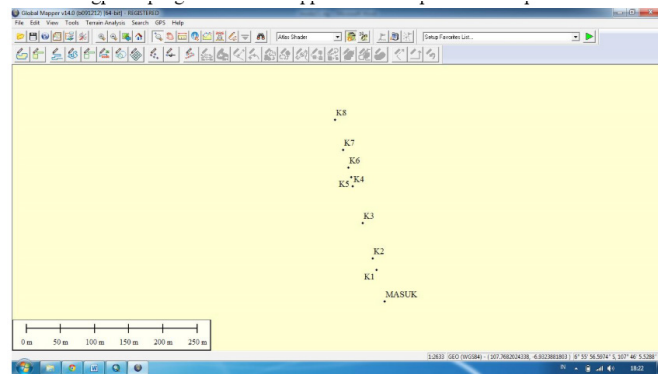 Global Mapper v14.0 (b091212) [64-bit] - REGISTERED
File Edit View Tools Terrain Analysis Search GPS Help
Atlas Shader
Setup Favorites List...
K8
K7
K6
K5 K4
K3
K2
K1
MASUK
0 m 50 m 100 m 150 m 200 m 250 m
1:2633 GEO (WGS84) - ( 107.7682024338, -6.9323881803 ) 6° 55' 56.5974" S, 107° 46' 5.5288"
IN 18:22